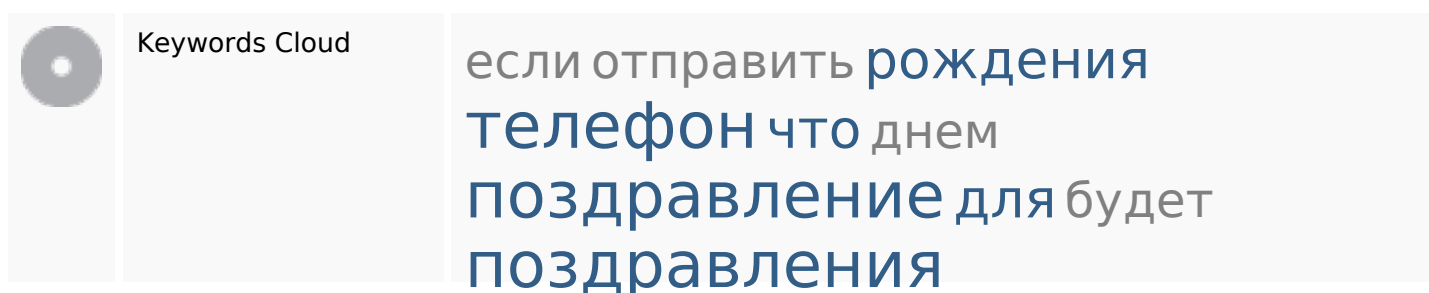 Keywords Cloud
если отправить рождения
телефон что днем
поздравление для будет
поздравления